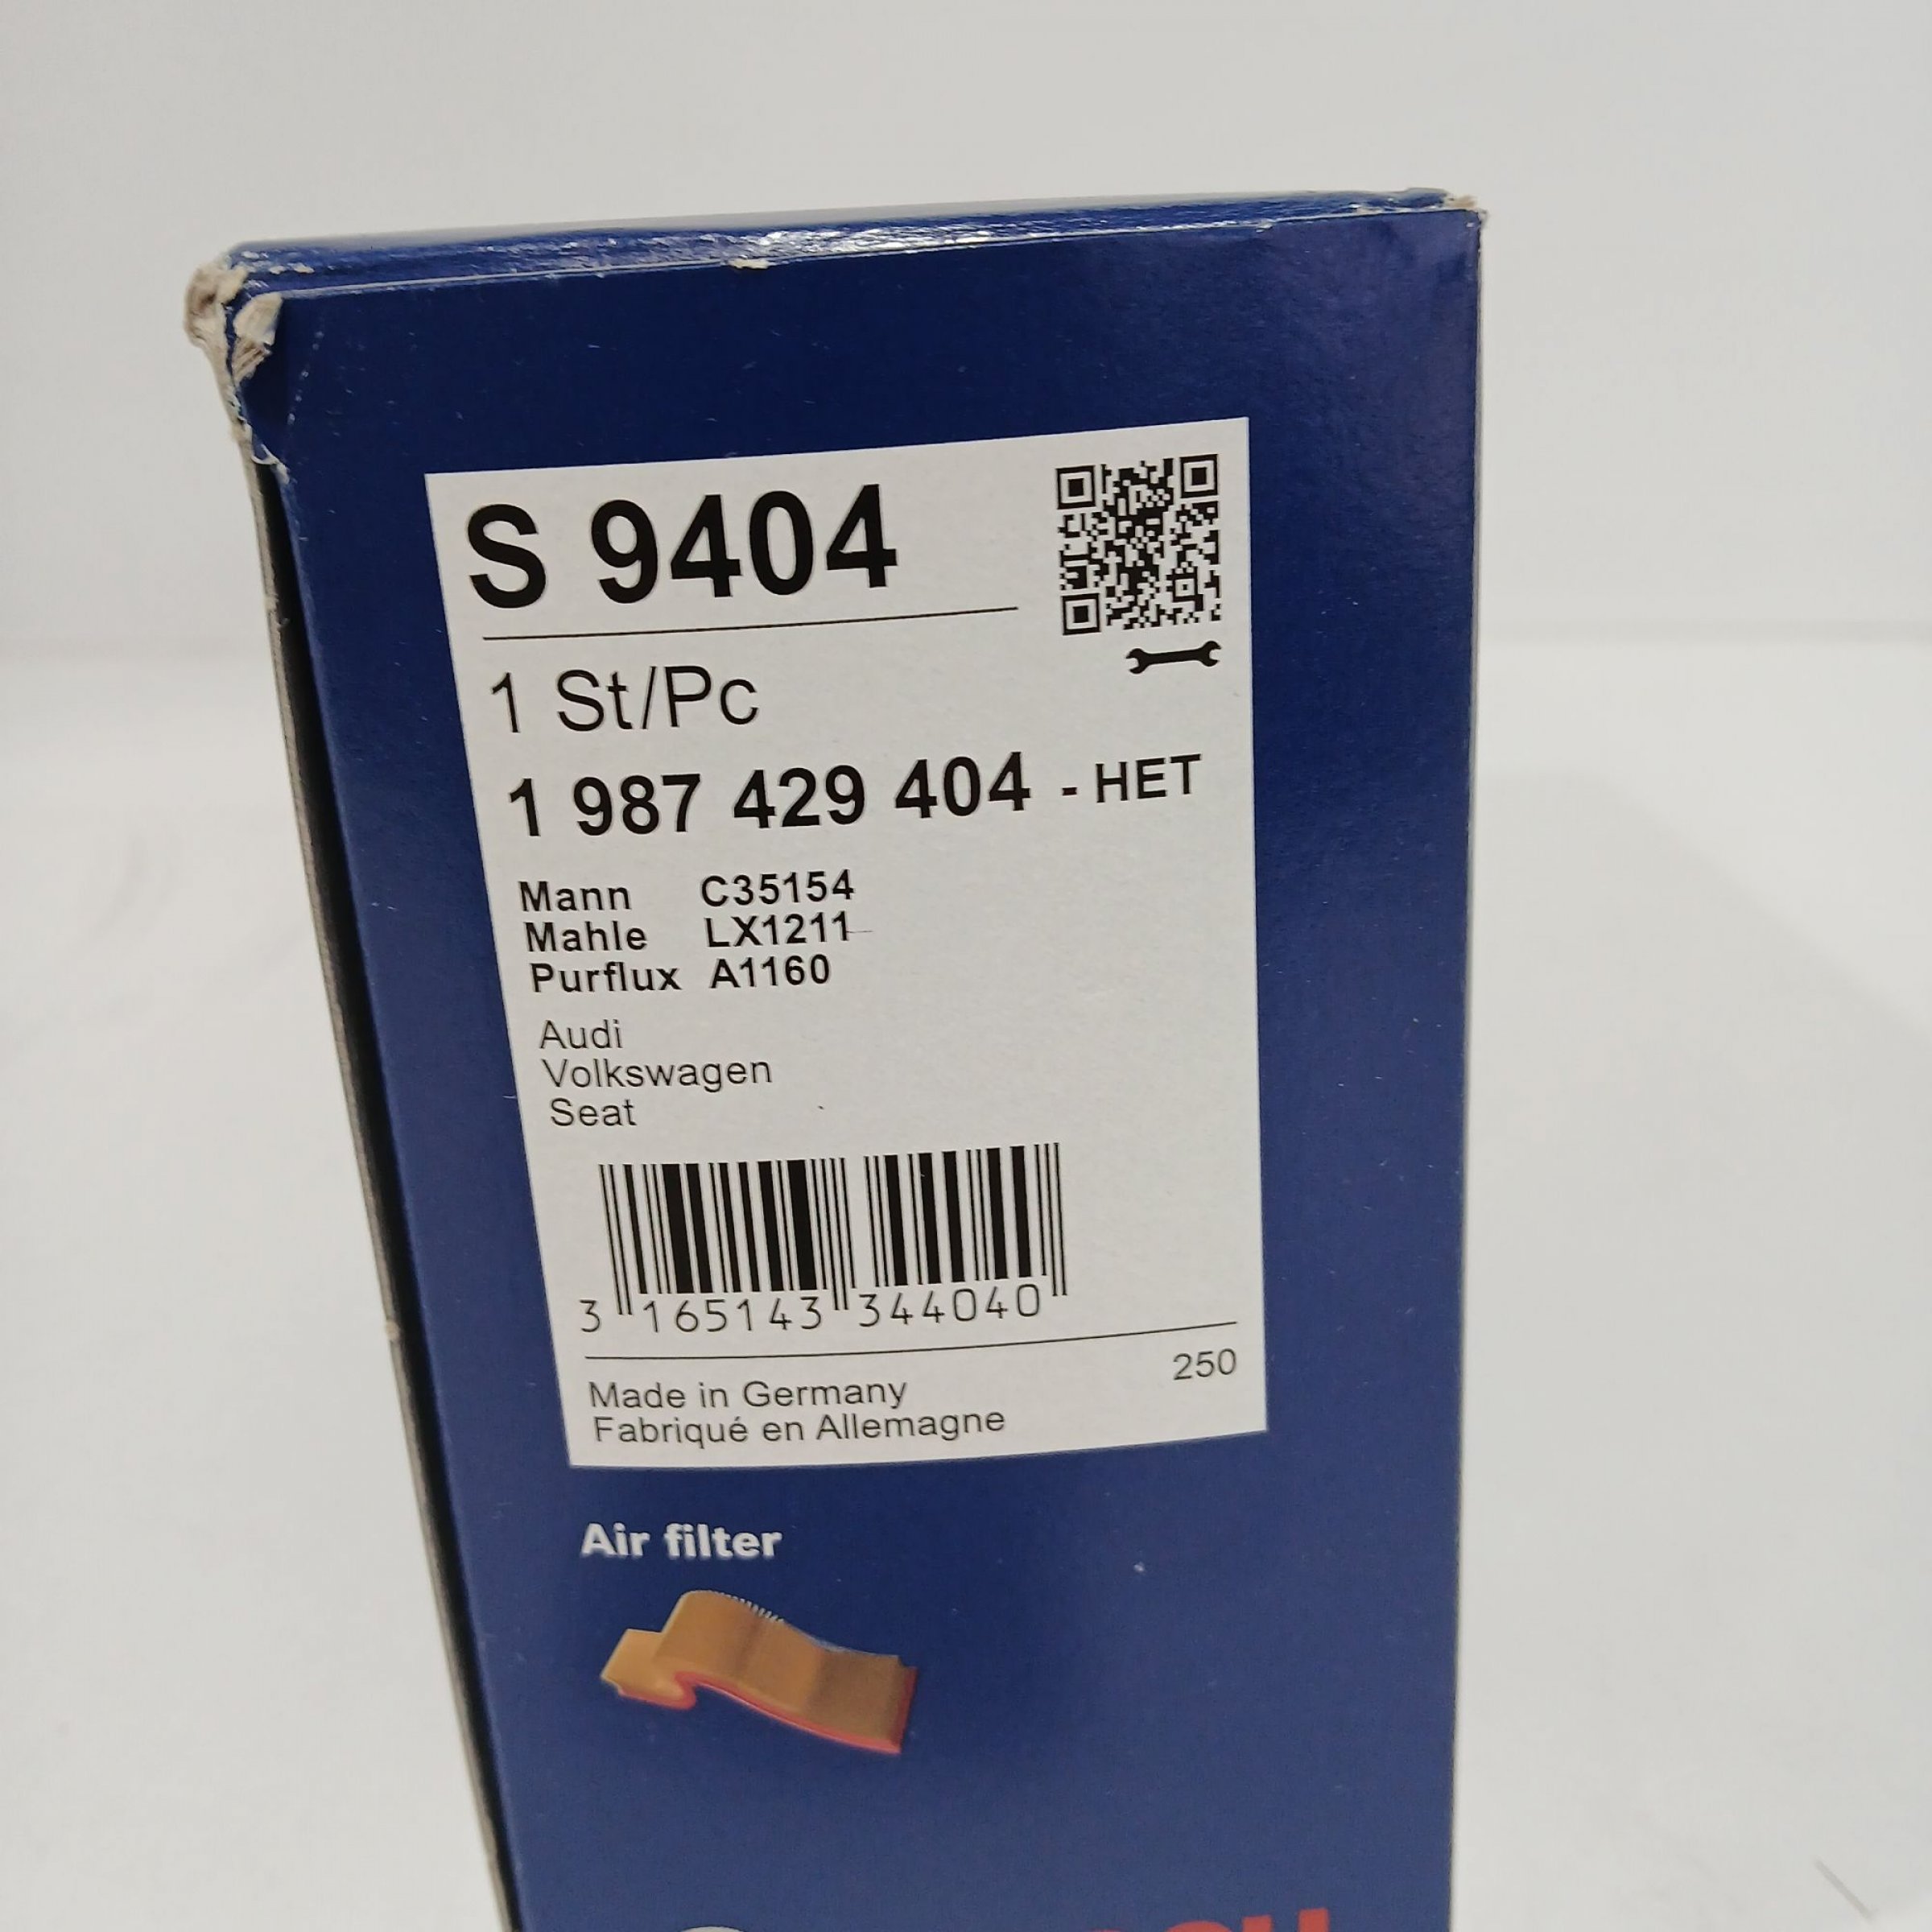 S 9404
1 St/Pc
1 987 429 404 - HET
Mann C35154
Mahle LX1211
Purflux A1160
Audi
Volkswagen
Seat
3 165143 344040
250
Made in Germany
Fabriqué en Allemagne
Air filter